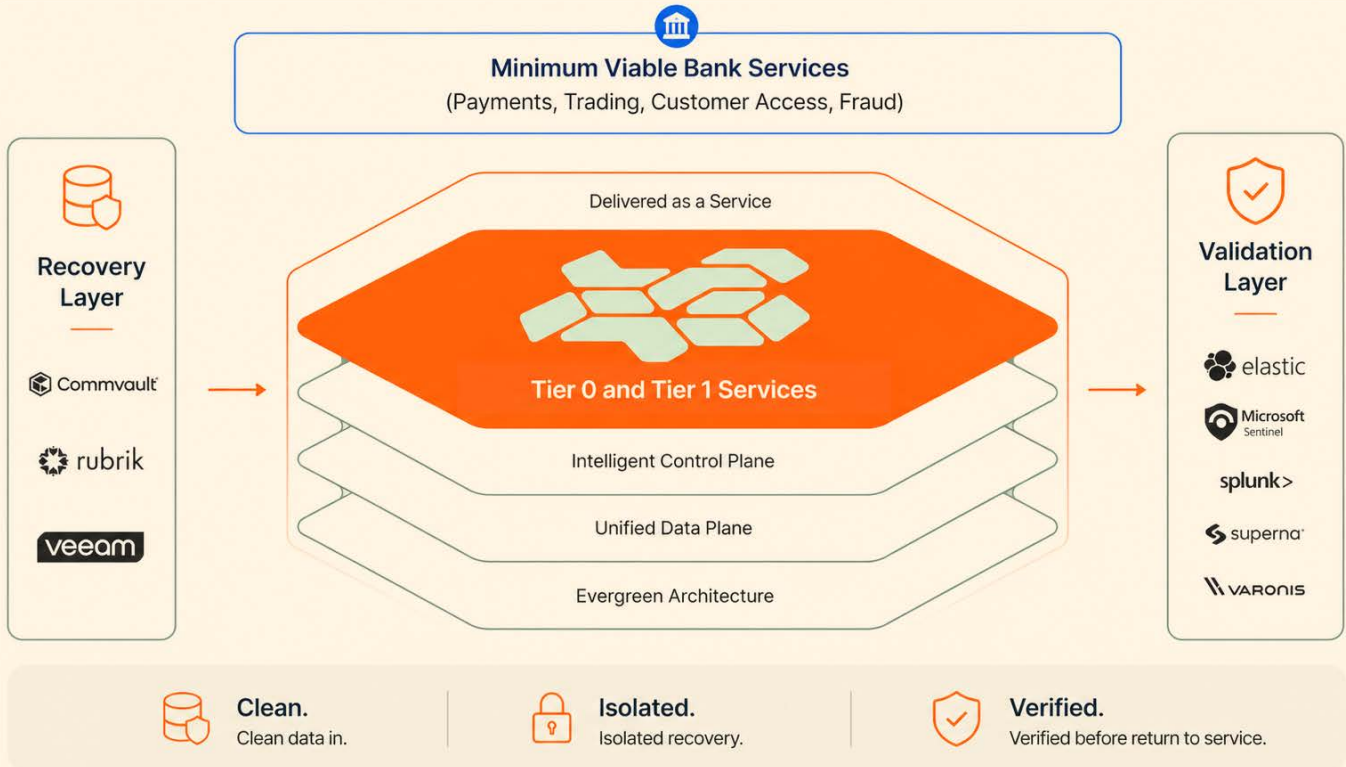 Minimum Viable Bank Services
(Payments, Trading, Customer Access, Fraud)
Recovery
Layer
Commvault
rubrik
veeam
Delivered as a Service
Tier 0 and Tier 1 Services
Intelligent Control Plane
Unified Data Plane
Evergreen Architecture
Validation
Layer
elastic
Microsoft
Sentinel
splunk>
superna
VARONIS
Clean.
Clean data in.
Isolated.
Isolated recovery.
Verified.
Verified before return to service.